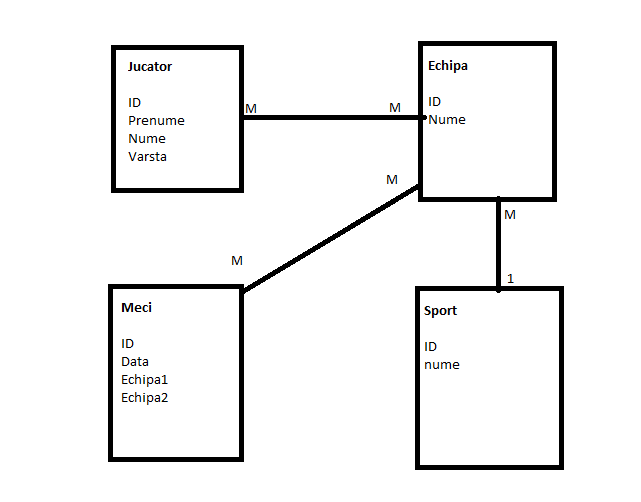 Jucator
ID
Prenume
Nume
Varsta
M
M
Echipa
ID
Nume
M
M
M
1
Meci
ID
Data
Echipa1
Echipa2
Sport
ID
nume